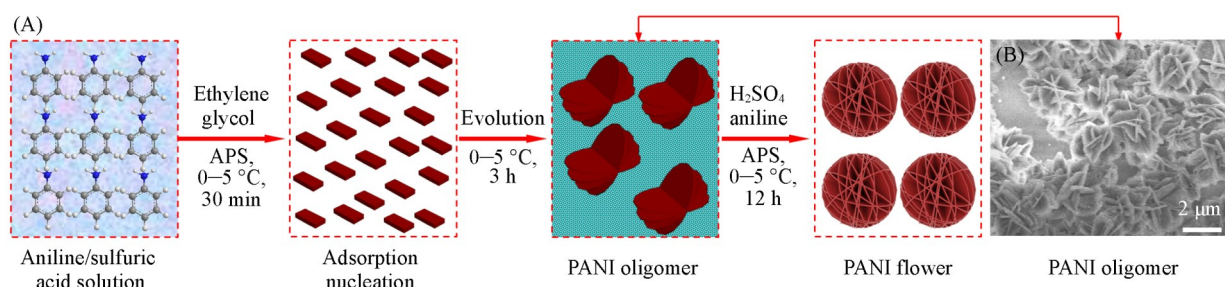 (A)
Ethylene
glycol
APS,
0–5 °C,
30 min
Evolution
0–5 °C,
3 h
H₂SO₄
aniline
APS,
0–5 °C,
12 h
(B)
2 μm
Aniline/sulfuric
acid solution
Adsorption
nucleation
PANI oligomer
PANI flower
PANI oligomer